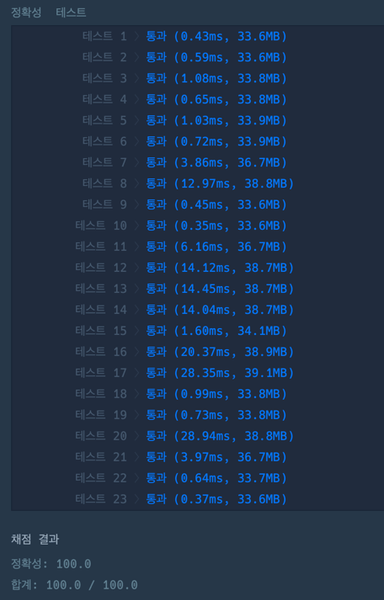 정확성  테스트
테스트 1 〉 통과 (0.43ms, 33.6MB)
테스트 2 〉 통과 (0.59ms, 33.6MB)
테스트 3 〉 통과 (1.08ms, 33.8MB)
테스트 4 〉 통과 (0.65ms, 33.8MB)
테스트 5 〉 통과 (1.03ms, 33.9MB)
테스트 6 〉 통과 (0.72ms, 33.9MB)
테스트 7 〉 통과 (3.86ms, 36.7MB)
테스트 8 〉 통과 (12.97ms, 38.8MB)
테스트 9 〉 통과 (0.45ms, 33.6MB)
테스트 10 〉 통과 (0.35ms, 33.6MB)
테스트 11 〉 통과 (6.16ms, 36.7MB)
테스트 12 〉 통과 (14.12ms, 38.7MB)
테스트 13 〉 통과 (14.45ms, 38.7MB)
테스트 14 〉 통과 (14.04ms, 38.7MB)
테스트 15 〉 통과 (1.60ms, 34.1MB)
테스트 16 〉 통과 (20.37ms, 38.9MB)
테스트 17 〉 통과 (28.35ms, 39.1MB)
테스트 18 〉 통과 (0.99ms, 33.8MB)
테스트 19 〉 통과 (0.73ms, 33.8MB)
테스트 20 〉 통과 (28.94ms, 38.8MB)
테스트 21 〉 통과 (3.97ms, 36.7MB)
테스트 22 〉 통과 (0.64ms, 33.7MB)
테스트 23 〉 통과 (0.37ms, 33.6MB)
채점 결과
정확성: 100.0
합계: 100.0 / 100.0